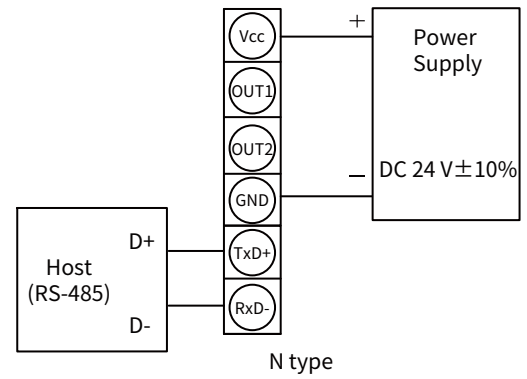 Vcc
+
Power
Supply
OUT1
OUT2
DC 24 V±10%
−
GND
D+
TxD+
Host
(RS-485)
RxD-
D-
N type